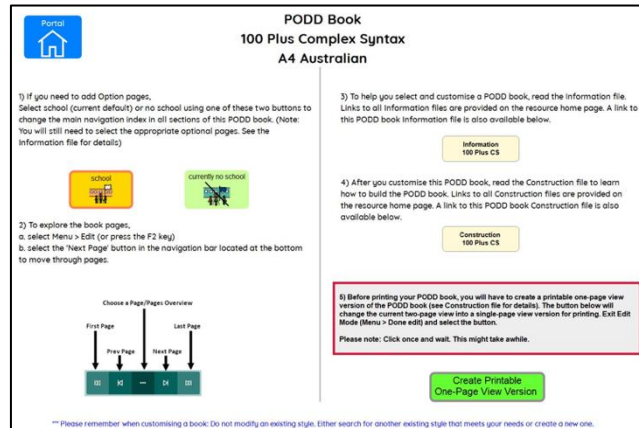 Portal
PODD Book
100 Plus Complex Syntax
A4 Australian
1) If you need to add Option pages,
Select school (current default) or no school using one of these two buttons to
change the main navigation index in all sections of this PODD book. (Note:
You will still need to select the appropriate optional pages. See the
Information file for details)
school
currently no school
2) To explore the book pages,
a. select Menu > Edit (or press the F2 key)
b. select the 'Next Page' button in the navigation bar located at the bottom
to move through pages.
Choose a Page/Pages Overview
First Page
Last Page
Prev Page
Next Page
3) To help you select and customise a PODD book, read the Information file.
Links to all Information files are provided on the resource home page. A link to
this PODD book Information file is also available below.
Information
100 Plus CS
4) After you customise this PODD book, read the Construction file to learn
how to build the PODD book. Links to all Construction files are provided on
the resource home page. A link to this PODD book Construction file is also
available below.
Construction
100 Plus CS
5) Before printing your PODD book, you will have to create a printable one-page view
version of the PODD book (see Construction file for details). The button below will
change the current two-page view into a single-page view version for printing. Exit Edit
Mode (Menu > Done edit) and select the button.
Please note: Click once and wait. This might take awhile.
Create Printable
One-Page View Version
** Please remember when customising a book: Do not modify an existing style. Either search for another existing style that meets your needs or create a new one.